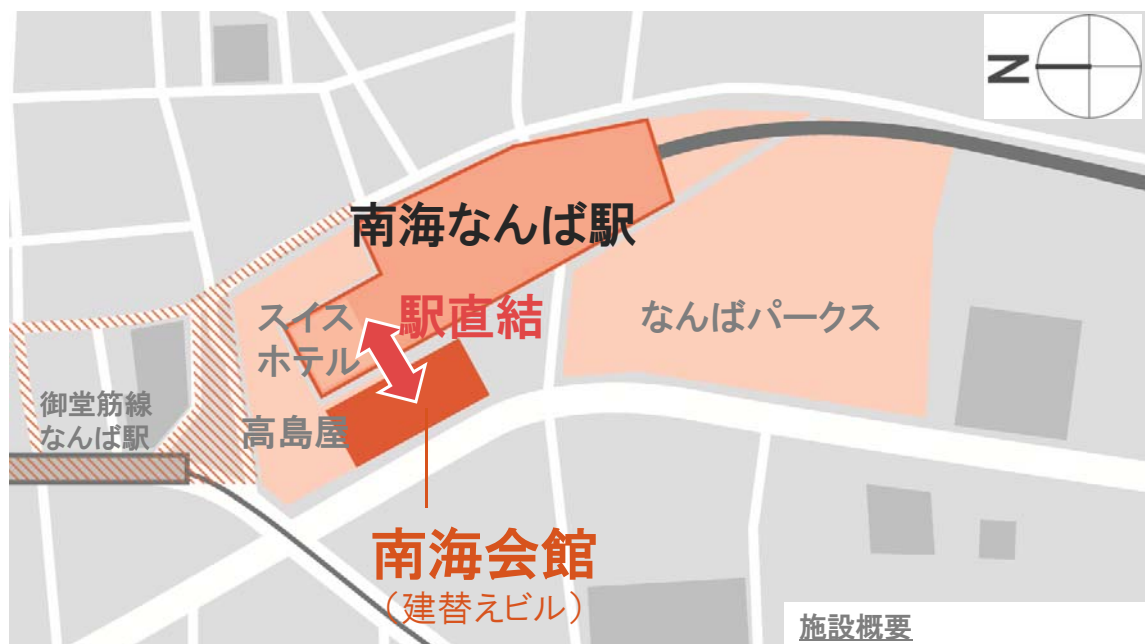 N
南海なんば駅
スイス
ホテル
駅直結
なんばパークス
御堂筋線
なんば駅
高島屋
南海会館
(建替えビル)
施設概要